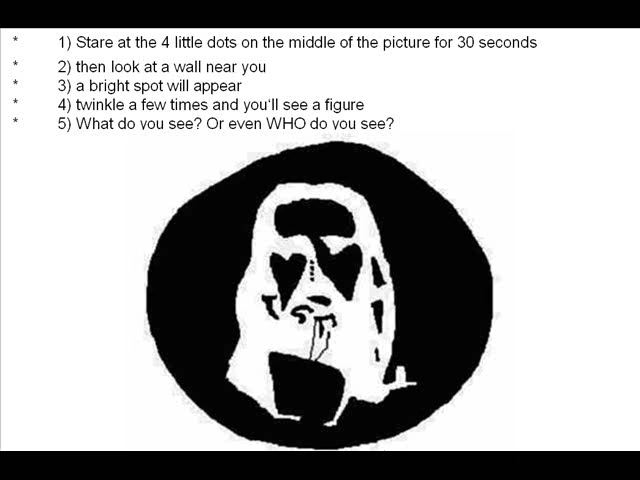 * 1) Stare at the 4 little dots on the middle of the picture for 30 seconds
* 2) then look at a wall near you
* 3) a bright spot will appear
* 4) twinkle a few times and you'll see a figure
* 5) What do you see? Or even WHO do you see?